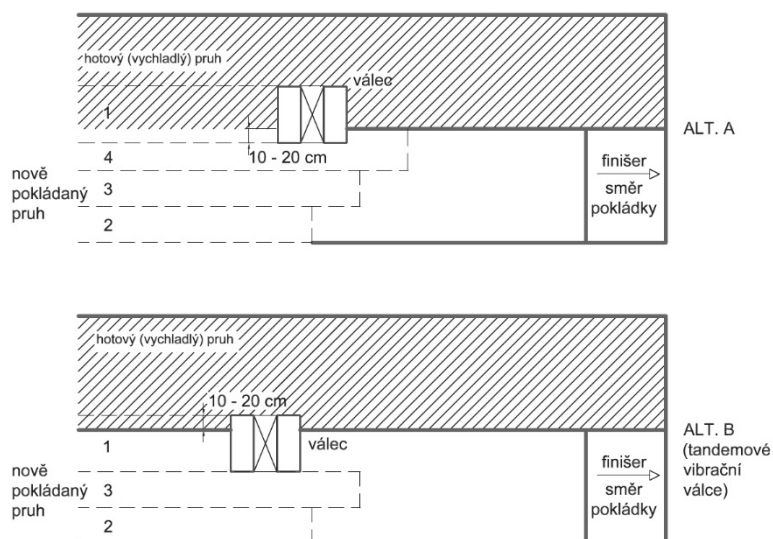 hotový (vychladlý) pruh
válec
1
ALT. A
4
10 - 20 cm
finišer
nově
pokládaný
pruh
3
směr
pokládky
2
hotový (vychladlý) pruh
10 - 20 cm
ALT. B
(tandemové
vibrační
válce)
1
válec
finišer
nově
pokládaný
pruh
3
směr
pokládky
2